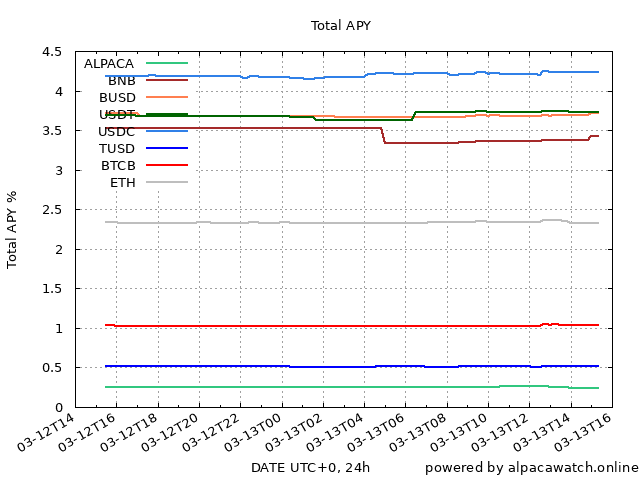 Total APY
Total APY %
4.5
4
3.5
3
2.5
2
1.5
1
0.5
0
ALPACA
BNB
BUSD
USDT
USDC
TUSD
BTCB
ETH
03-12T14
03-12T16
03-12T18
03-12T20
03-12T22
03-13T00
03-13T02
03-13T04
03-13T06
03-13T08
03-13T10
03-13T12
03-13T14
03-13T16
DATE UTC+0, 24h
powered by alpacawatch.online